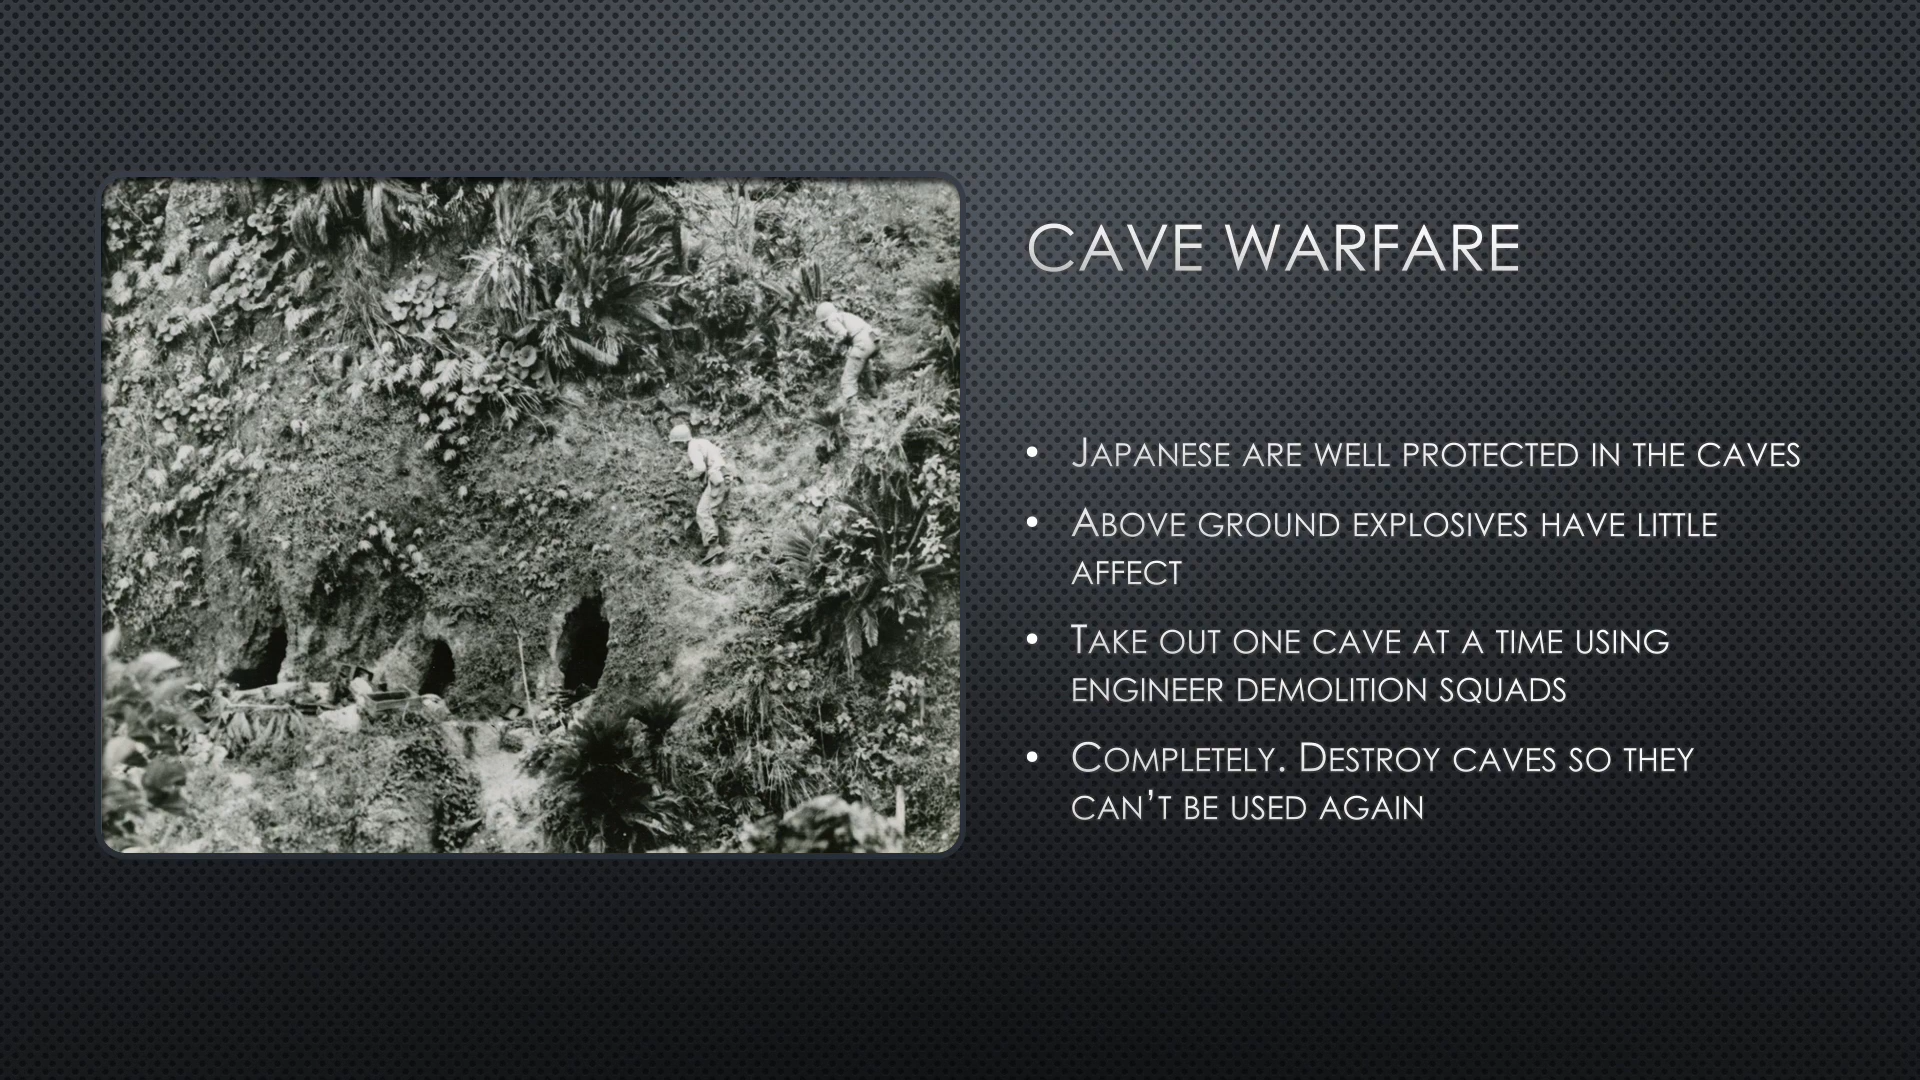 CAVE WARFARE
• JAPANESE ARE WELL PROTECTED IN THE CAVES
• ABOVE GROUND EXPLOSIVES HAVE LITTLE
AFFECT
• TAKE OUT ONE CAVE AT A TIME USING
ENGINEER DEMOLITION SQUADS
• COMPLETELY. DESTROY CAVES SO THEY
CAN’T BE USED AGAIN